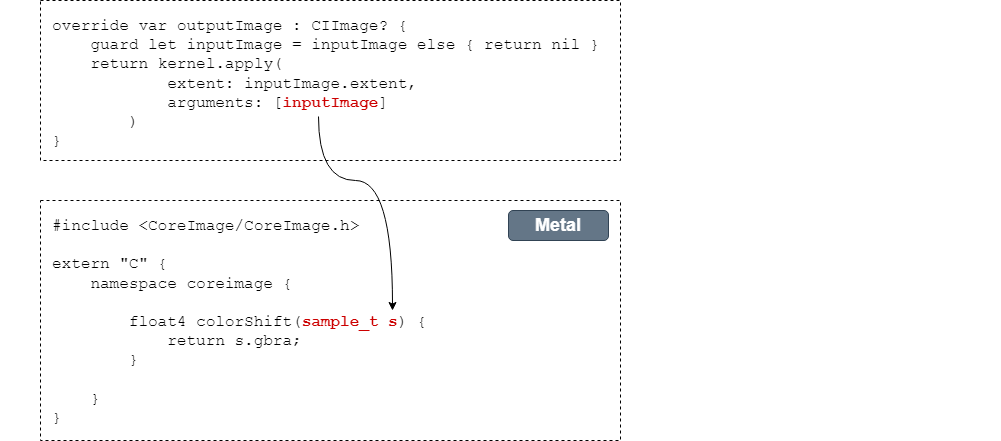 override var outputImage : CIImage? {
    guard let inputImage = inputImage else { return nil }
    return kernel.apply(
            extent: inputImage.extent,
            arguments: [inputImage]
        )
}
#include <CoreImage/CoreImage.h>
Metal
extern "C" {
    namespace coreimage {
        float4 colorShift(sample_t s) {
            return s.gbra;
        }
    }
}